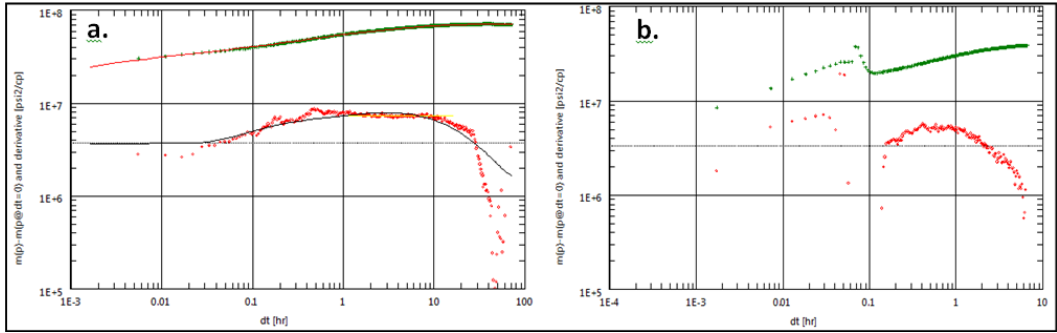 a.
1E+8
1E+7
1E+6
1E+5
1E-3
0.01
0.1
1
10
100
dt [hr]
m(p)-m(p@dt=0) and derivative [psi2/cp]
b.
1E+8
1E+7
1E+6
1E+5
1E-4
0.01
0.1
1
10
dt [hr]
m(p)-m(p@dt=0) and derivative [psi2/cp]